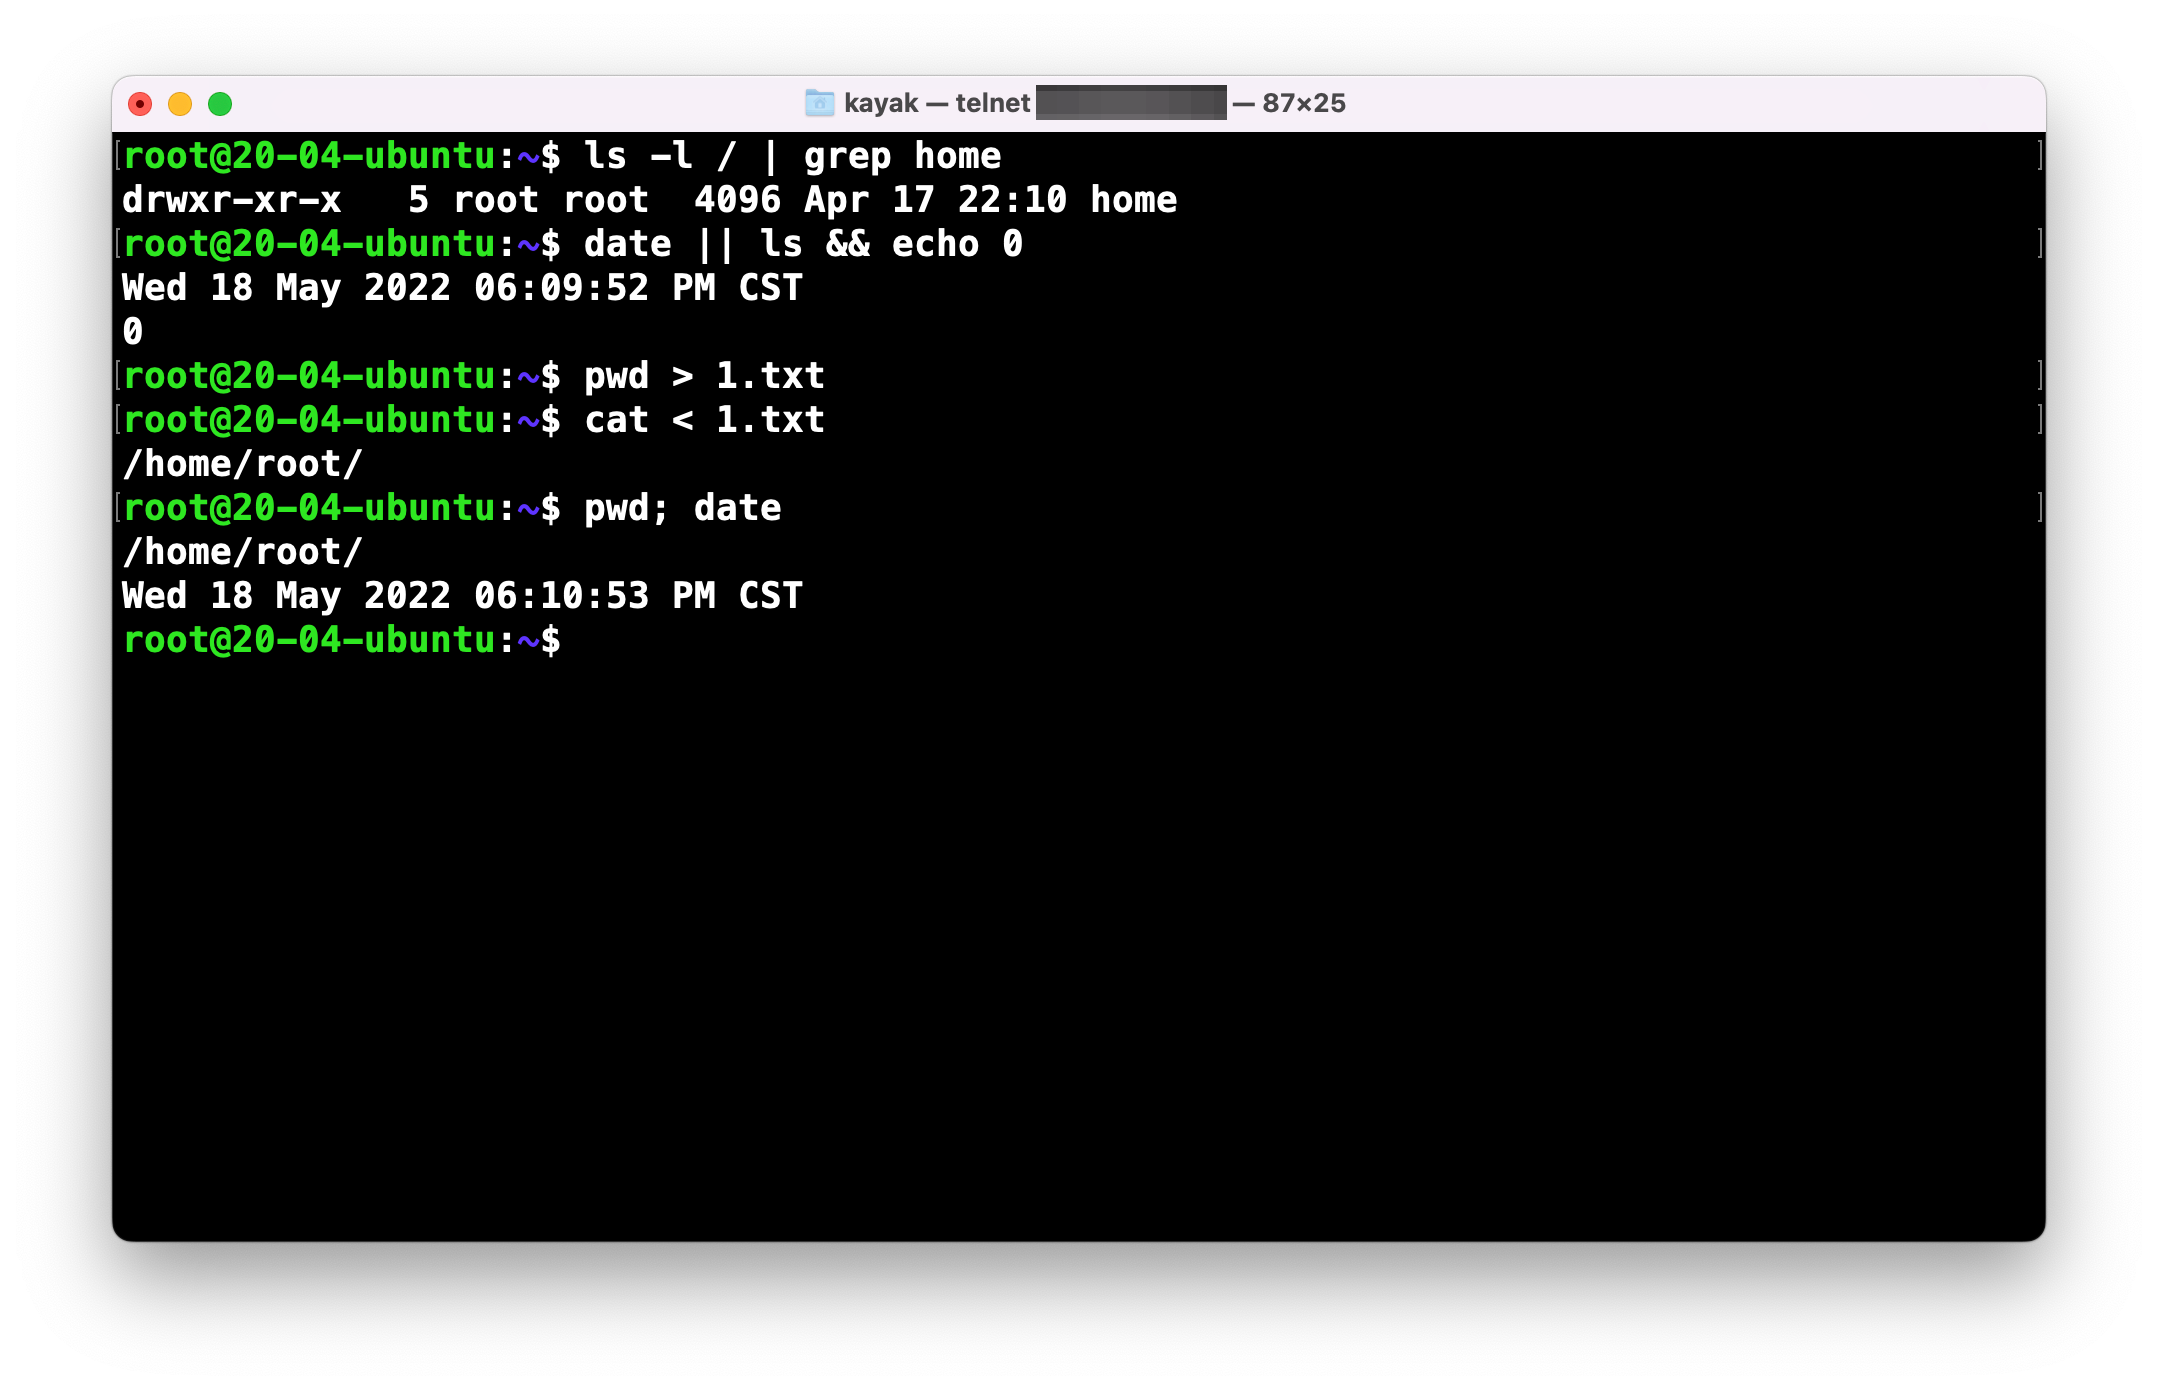 kayak — telnet — 87×25
root@20-04-ubuntu:~$ ls -l / | grep home
drwxr-xr-x   5 root root  4096 Apr 17 22:10 home
root@20-04-ubuntu:~$ date || ls && echo 0
Wed 18 May 2022 06:09:52 PM CST
0
root@20-04-ubuntu:~$ pwd > 1.txt
root@20-04-ubuntu:~$ cat < 1.txt
/home/root/
root@20-04-ubuntu:~$ pwd; date
/home/root/
Wed 18 May 2022 06:10:53 PM CST
root@20-04-ubuntu:~$